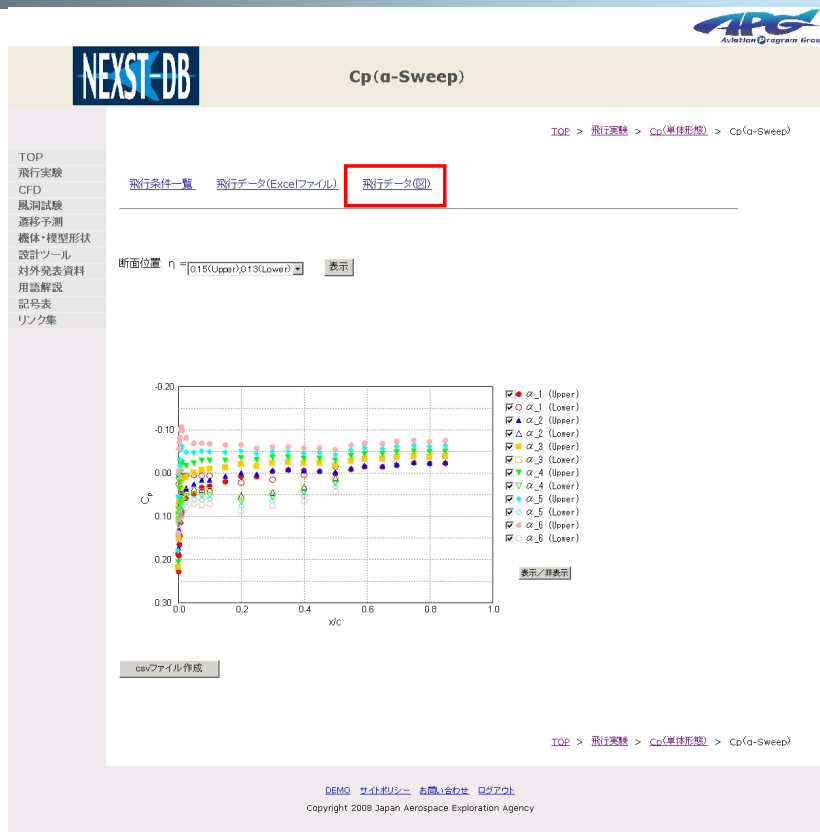 APG
Aviation Program Group
NEXST-DB
Cp(α-Sweep)
TOP > 飛行実験 > Cp(単体形態) > Cp(α-Sweep)
TOP
飛行実験
CFD
風洞試験
遷移予測
機体・模型形状
設計ツール
対外発表資料
用語解説
記号表
リンク集
飛行条件一覧 飛行データ(Excelファイル) 飛行データ(図)
断面位置 η = 0.15(Upper),0.13(Lower) 表示
-0.20
-0.10
0.00
0.10
0.20
0.30
Cp
0.0 0.2 0.4 0.6 0.8 1.0
x/c
α_1 (Upper)
α_1 (Lower)
α_2 (Upper)
α_2 (Lower)
α_3 (Upper)
α_3 (Lower)
α_4 (Upper)
α_4 (Lower)
α_5 (Upper)
α_5 (Lower)
α_6 (Upper)
α_6 (Lower)
表示/非表示
csvファイル作成
TOP > 飛行実験 > Cp(単体形態) > Cp(α-Sweep)
DEMO サイトポリシー お問い合わせ ログアウト
Copyright 2008 Japan Aerospace Exploration Agency